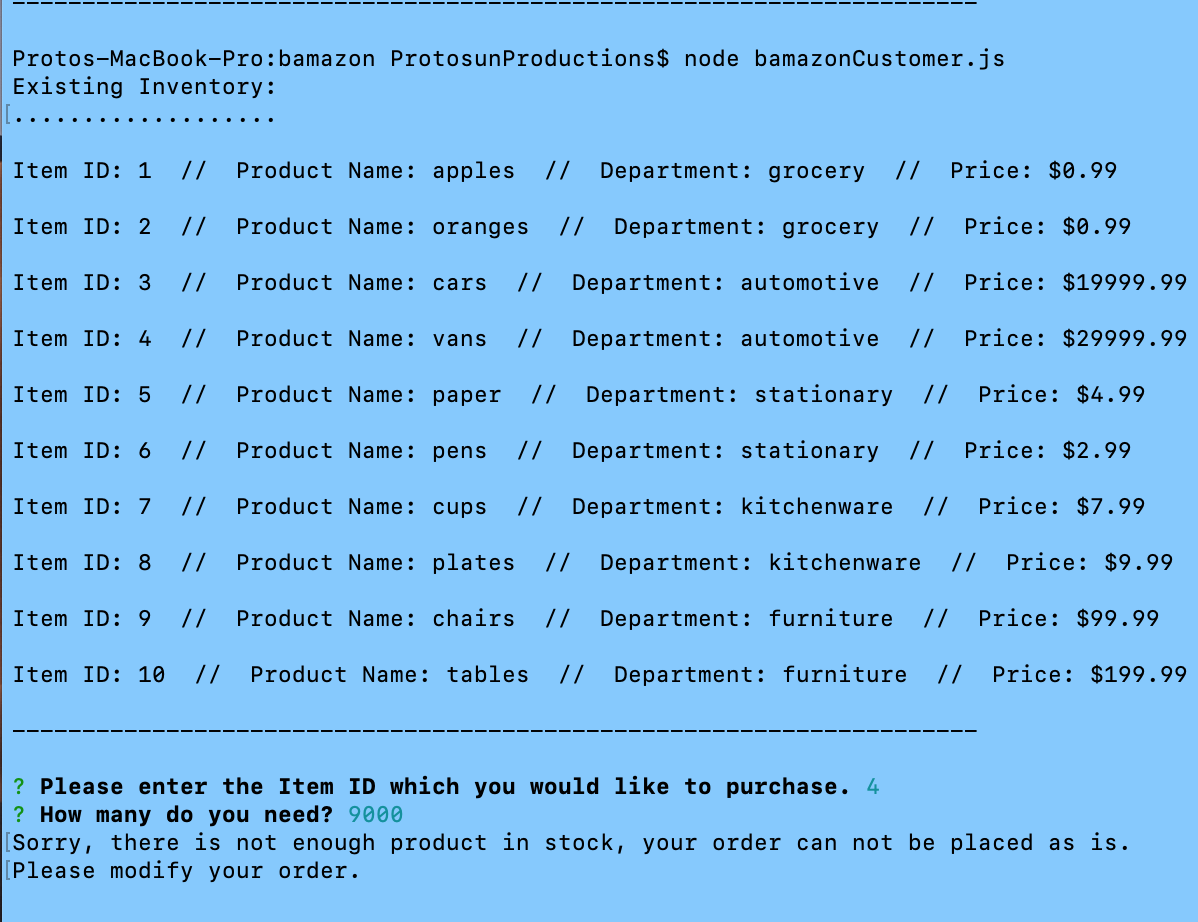 Protos-MacBook-Pro:bamazon ProtosunProductions$ node bamazonCustomer.js
Existing Inventory:
...................
Item ID: 1  //  Product Name: apples  //  Department: grocery  //  Price: $0.99
Item ID: 2  //  Product Name: oranges  //  Department: grocery  //  Price: $0.99
Item ID: 3  //  Product Name: cars  //  Department: automotive  //  Price: $19999.99
Item ID: 4  //  Product Name: vans  //  Department: automotive  //  Price: $29999.99
Item ID: 5  //  Product Name: paper  //  Department: stationary  //  Price: $4.99
Item ID: 6  //  Product Name: pens  //  Department: stationary  //  Price: $2.99
Item ID: 7  //  Product Name: cups  //  Department: kitchenware  //  Price: $7.99
Item ID: 8  //  Product Name: plates  //  Department: kitchenware  //  Price: $9.99
Item ID: 9  //  Product Name: chairs  //  Department: furniture  //  Price: $99.99
Item ID: 10  //  Product Name: tables  //  Department: furniture  //  Price: $199.99
---------------------------------------------------------------------
? Please enter the Item ID which you would like to purchase. 4
? How many do you need? 9000
Sorry, there is not enough product in stock, your order can not be placed as is.
Please modify your order.